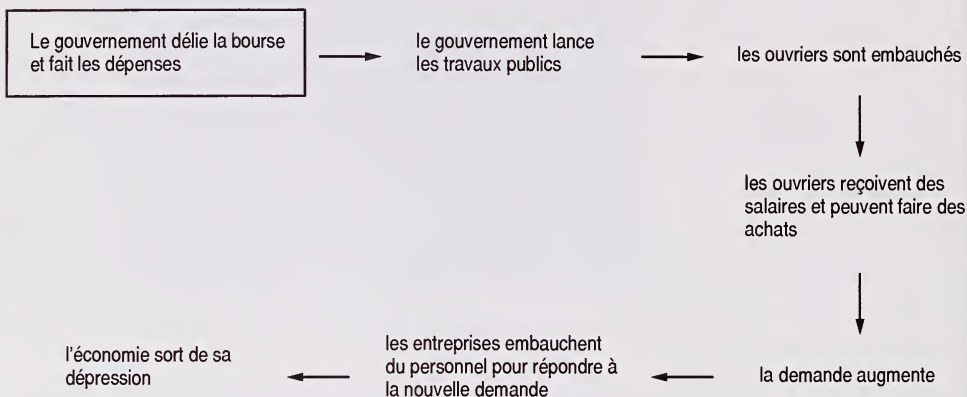 Le gouvernement délie la bourse
et fait les dépenses
le gouvernement lance
les travaux publics
les ouvriers sont embauchés
les ouvriers reçoivent des
salaires et peuvent faire des
achats
la demande augmente
les entreprises embauchent
du personnel pour répondre à
la nouvelle demande
l'économie sort de sa
dépression